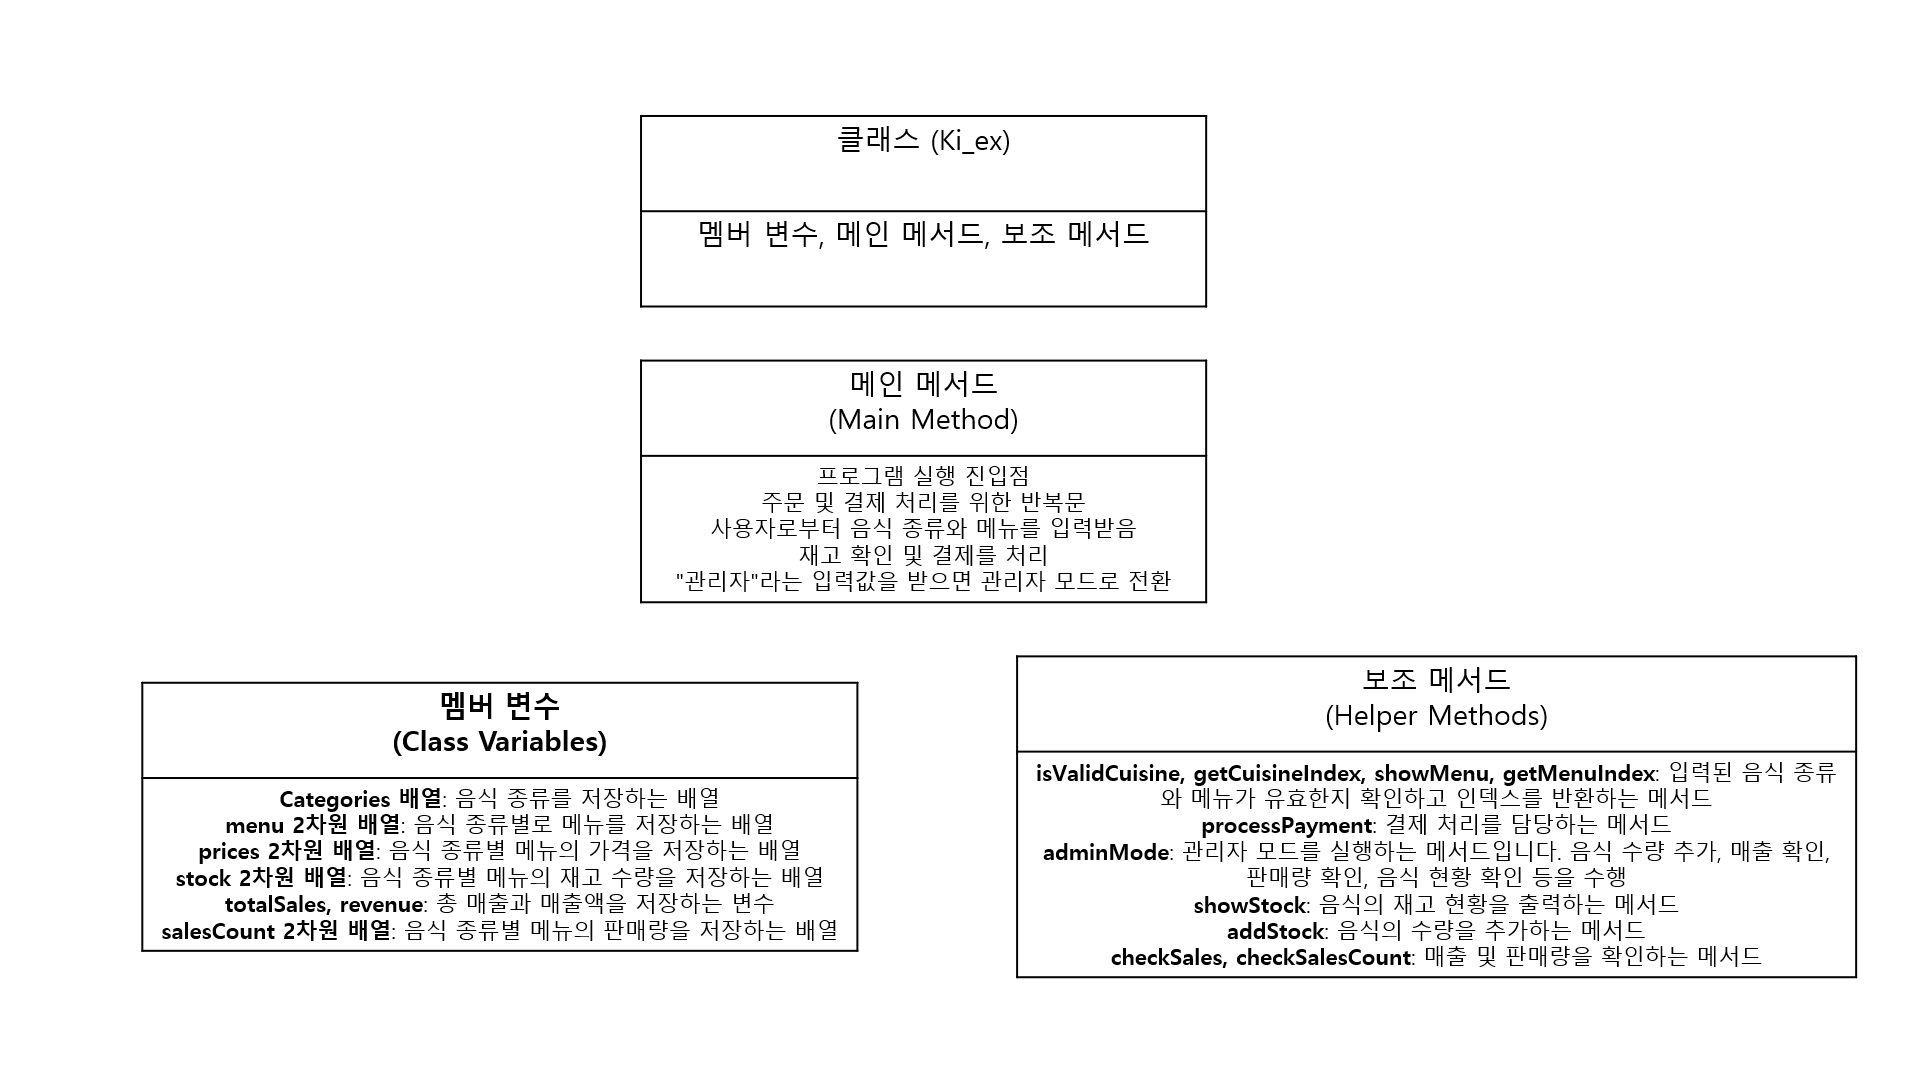 클래스 (Ki_ex)
멤버 변수, 메인 메서드, 보조 메서드
메인 메서드
(Main Method)
프로그램 실행 진입점
주문 및 결제 처리를 위한 반복문
사용자로부터 음식 종류와 메뉴를 입력받음
재고 확인 및 결제를 처리
"관리자"라는 입력값을 받으면 관리자 모드로 전환
멤버 변수
(Class Variables)
Categories 배열: 음식 종류를 저장하는 배열
menu 2차원 배열: 음식 종류별로 메뉴를 저장하는 배열
prices 2차원 배열: 음식 종류별 메뉴의 가격을 저장하는 배열
stock 2차원 배열: 음식 종류별 메뉴의 재고 수량을 저장하는 배열
totalSales, revenue: 총 매출과 매출액을 저장하는 변수
salesCount 2차원 배열: 음식 종류별 메뉴의 판매량을 저장하는 배열
보조 메서드
(Helper Methods)
isValidCuisine, getCuisineIndex, showMenu, getMenuIndex: 입력된 음식 종류
와 메뉴가 유효한지 확인하고 인덱스를 반환하는 메서드
processPayment: 결제 처리를 담당하는 메서드
adminMode: 관리자 모드를 실행하는 메서드입니다. 음식 수량 추가, 매출 확인,
판매량 확인, 음식 현황 확인 등을 수행
showStock: 음식의 재고 현황을 출력하는 메서드
addStock: 음식의 수량을 추가하는 메서드
checkSales, checkSalesCount: 매출 및 판매량을 확인하는 메서드